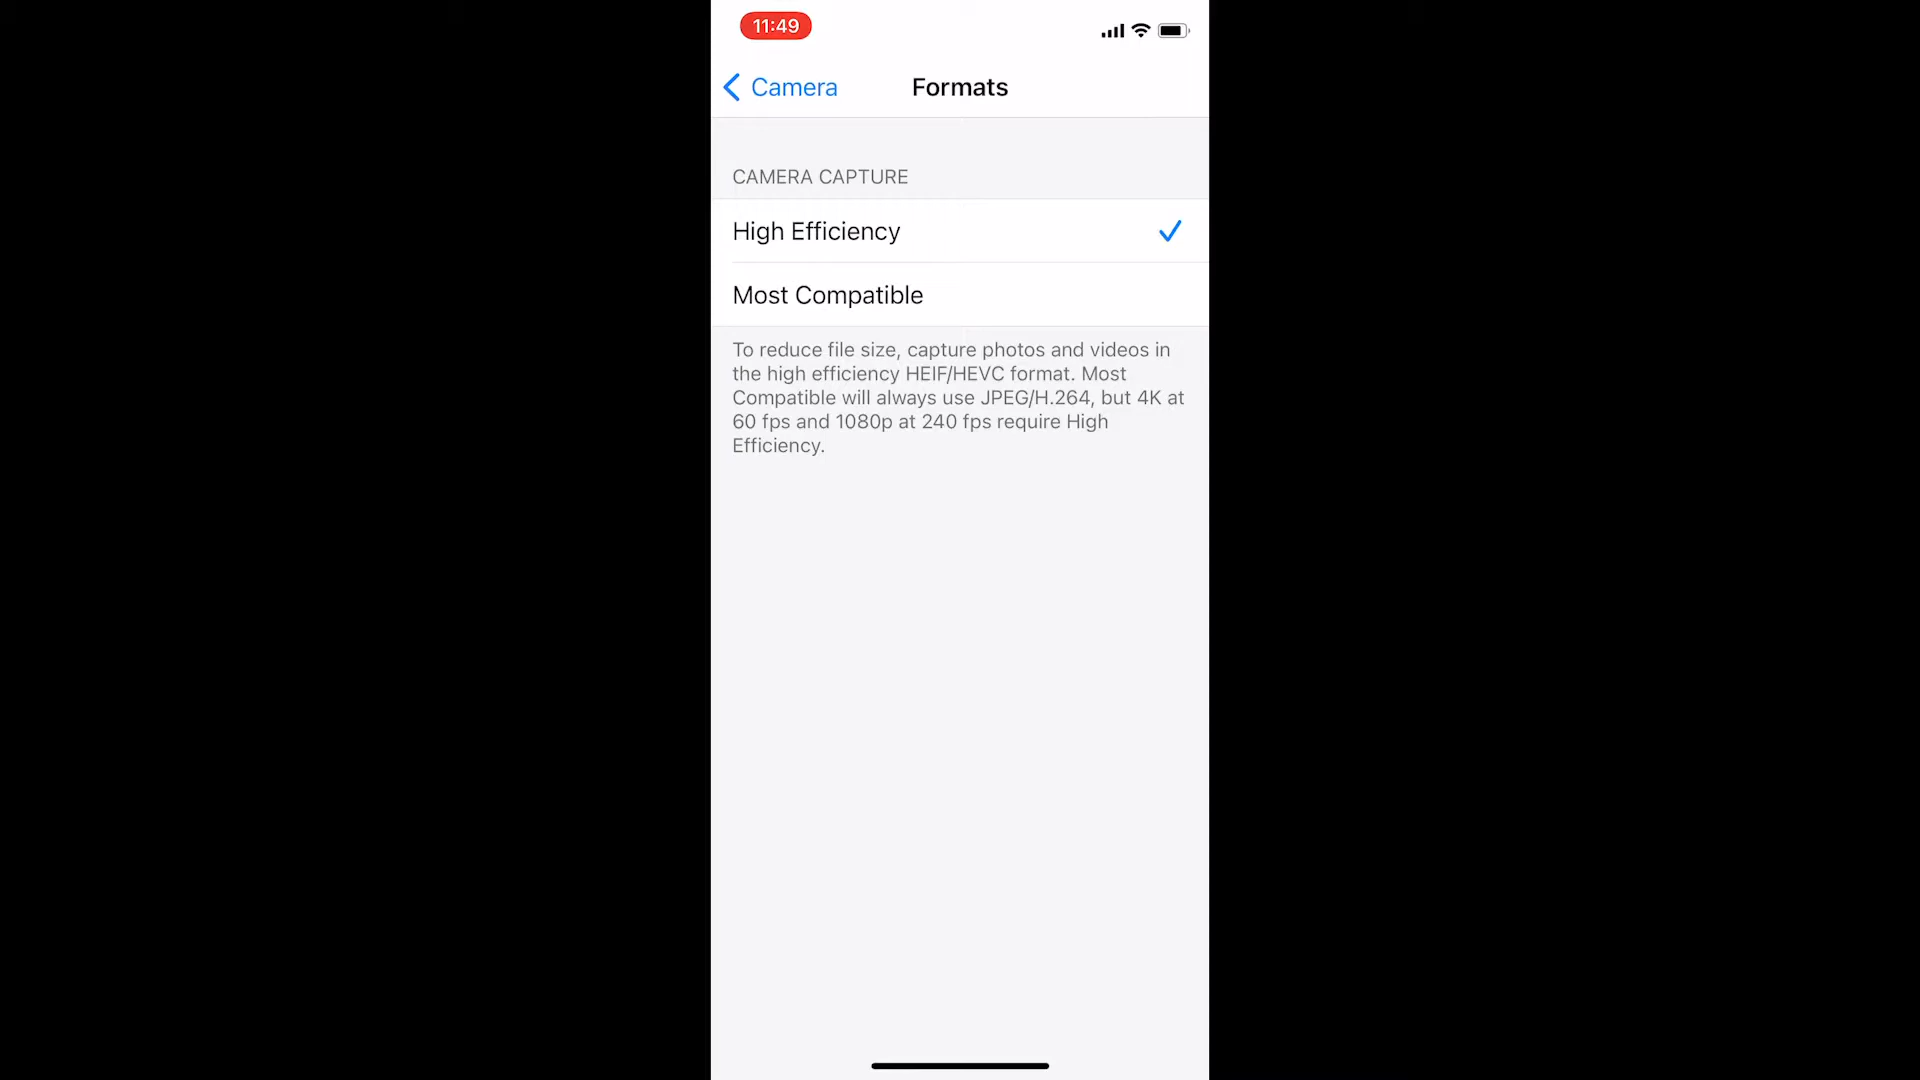 11:49
Camera
Formats
CAMERA CAPTURE
High Efficiency
Most Compatible
To reduce file size, capture photos and videos in
the high efficiency HEIF/HEVC format. Most
Compatible will always use JPEG/H.264, but 4K at
60 fps and 1080p at 240 fps require High
Efficiency.